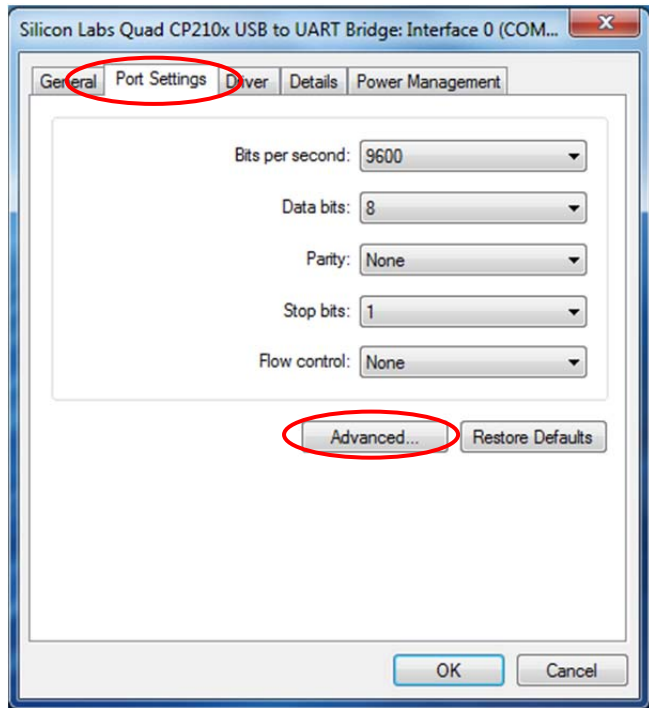 Silicon Labs Quad CP210x USB to UART Bridge: Interface 0 (COM...
General Port Settings Driver Details Power Management
Bits per second: 9600
Data bits: 8
Parity: None
Stop bits: 1
Flow control: None
Advanced... Restore Defaults
OK Cancel